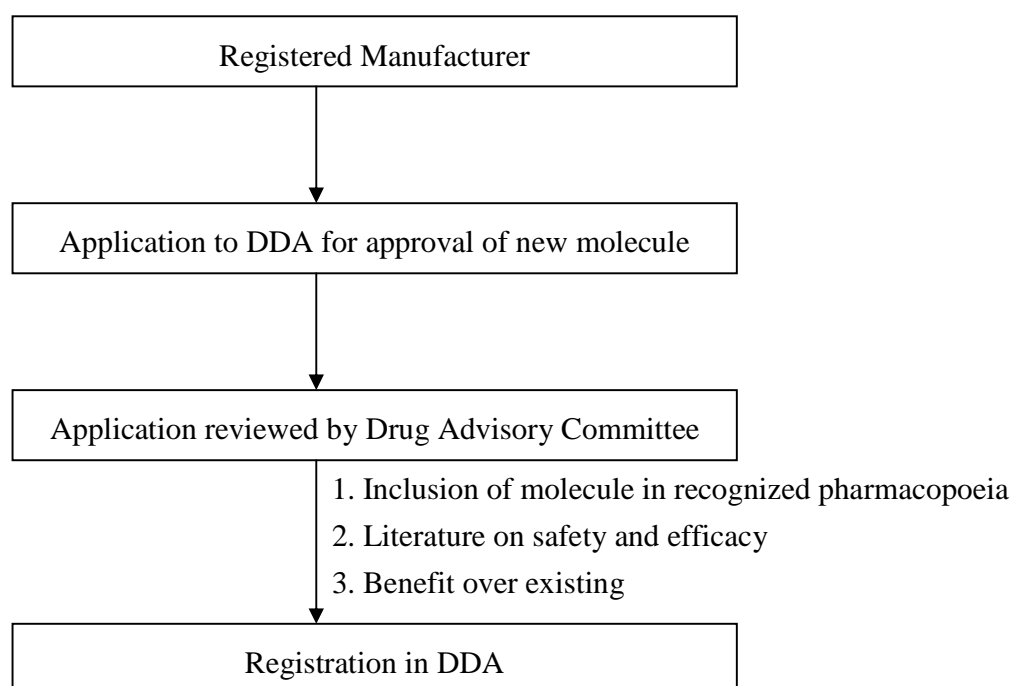 Registered Manufacturer
Application to DDA for approval of new molecule
Application reviewed by Drug Advisory Committee
1. Inclusion of molecule in recognized pharmacopoeia
2. Literature on safety and efficacy
3. Benefit over existing
Registration in DDA